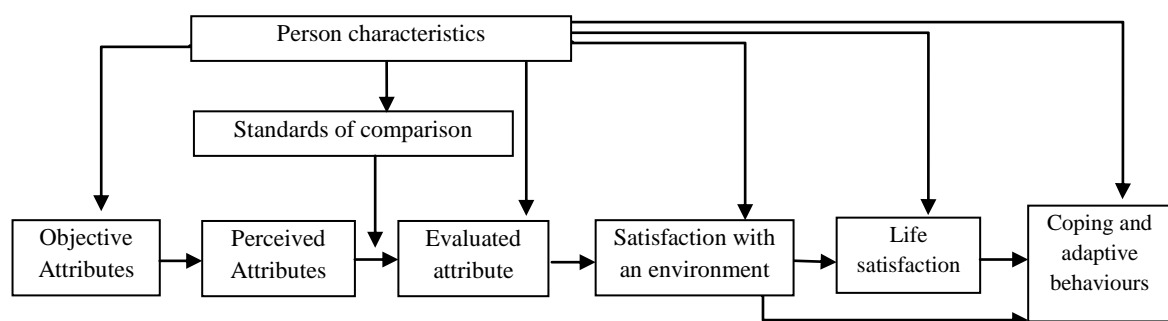 Person characteristics
Standards of comparison
Objective
Attributes
Perceived
Attributes
Evaluated
attribute
Satisfaction with
an environment
Life
satisfaction
Coping and
adaptive
behaviours